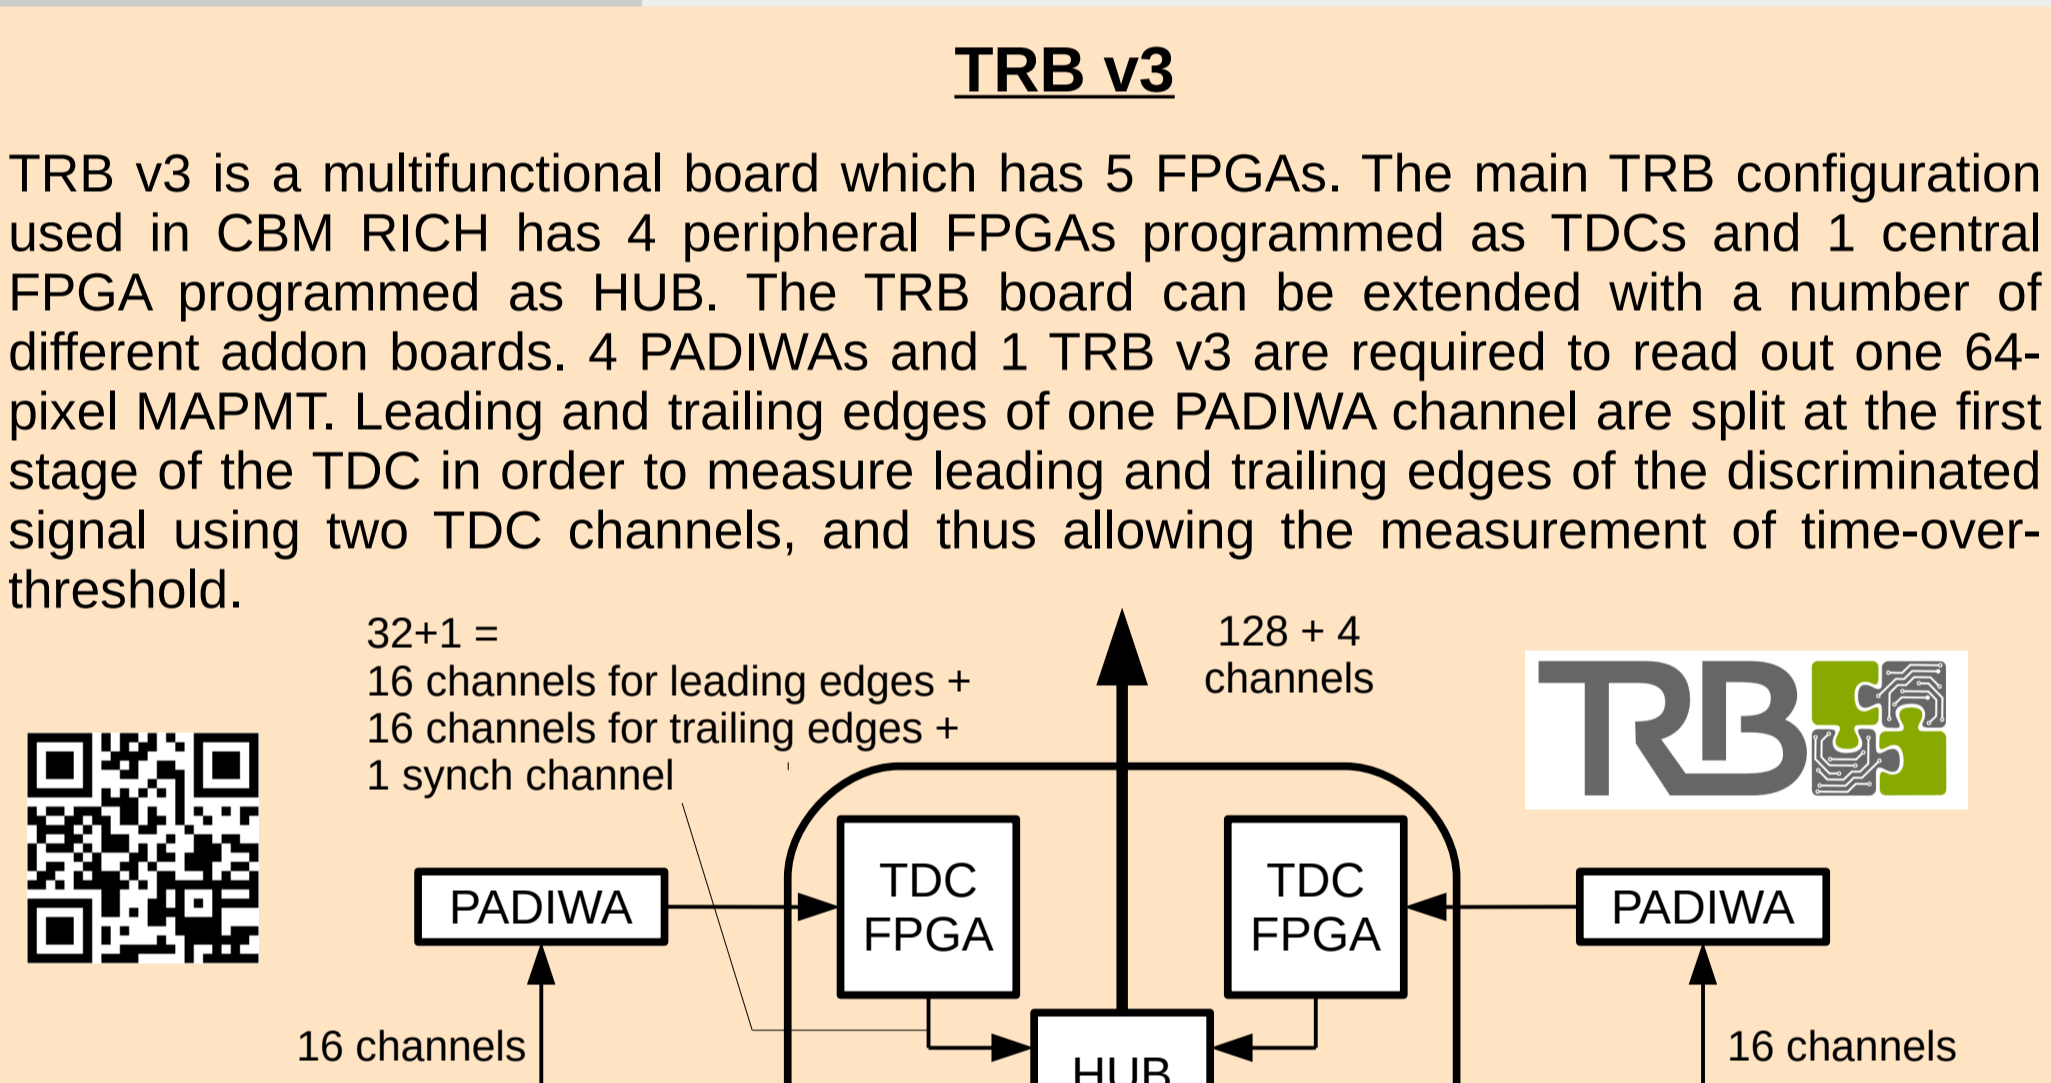 TRB v3
TRB v3 is a multifunctional board which has 5 FPGAs. The main TRB configuration
used in CBM RICH has 4 peripheral FPGAs programmed as TDCs and 1 central
FPGA programmed as HUB. The TRB board can be extended with a number of
different addon boards. 4 PADIWAs and 1 TRB v3 are required to read out one 64-
pixel MAPMT. Leading and trailing edges of one PADIWA channel are split at the first
stage of the TDC in order to measure leading and trailing edges of the discriminated
signal using two TDC channels, and thus allowing the measurement of time-over-
threshold.
32+1 =
16 channels for leading edges +
16 channels for trailing edges +
1 synch channel
128 + 4
channels
TRB
TDC
FPGA
TDC
FPGA
PADIWA
PADIWA
16 channels
HUB
16 channels